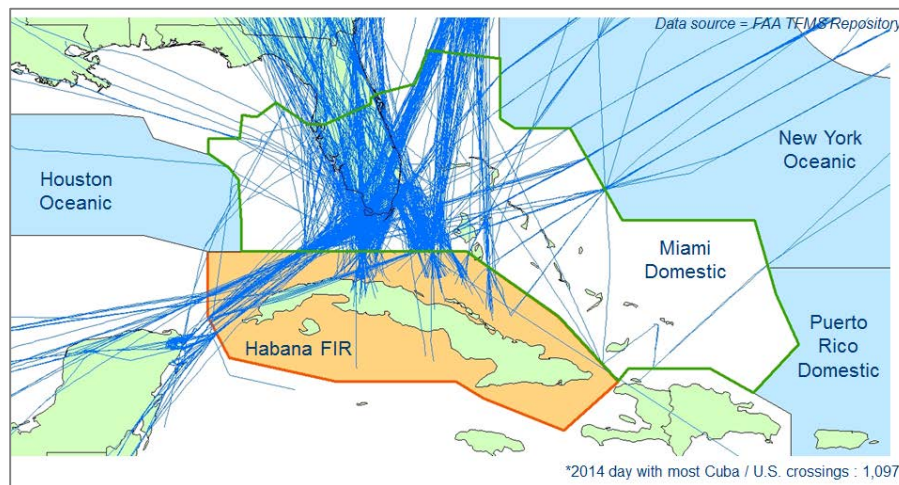 Data source = FAA TFMS Repository
New York
Oceanic
Houston
Oceanic
Miami
Domestic
Puerto
Rico
Domestic
Habana FIR
*2014 day with most Cuba / U.S. crossings : 1,097